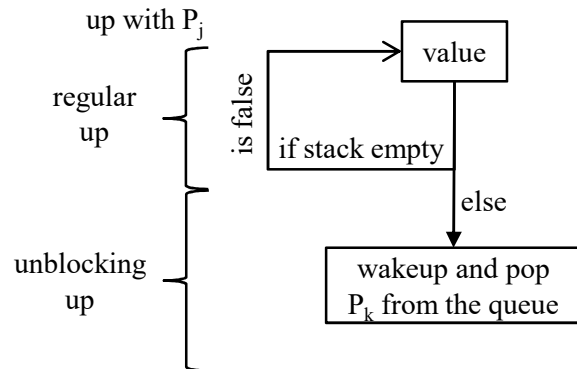 up with Pj
value
regular
up
is false
if stack empty
else
unblocking
up
wakeup and pop
Pk from the queue